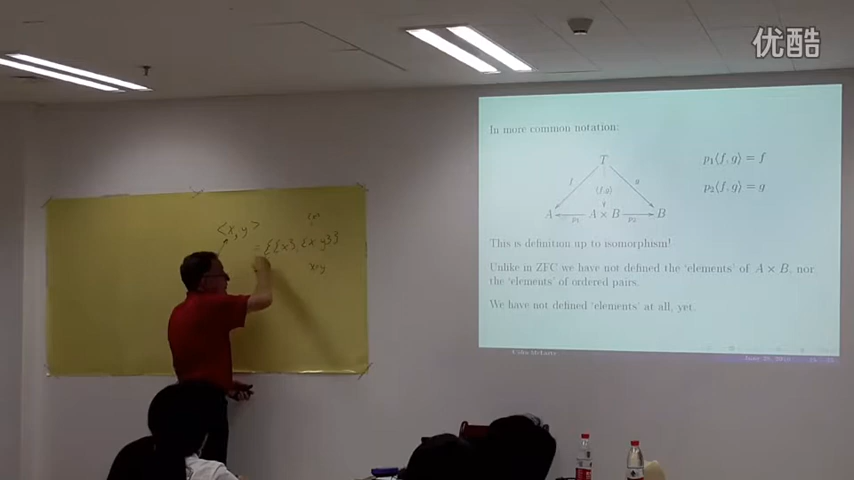 优酷
In more common notation:
T
p₁⟨f, g⟩ = f
f ⟨f,g⟩ g
p₂⟨f, g⟩ = g
A p₁ A × B p₂ B
This is definition up to isomorphism!
Unlike in ZFC we have not defined the 'elements' of A × B, nor
the 'elements' of ordered pairs.
We have not defined 'elements' at all, yet.
<x, y>
= {{x}, {x y}}